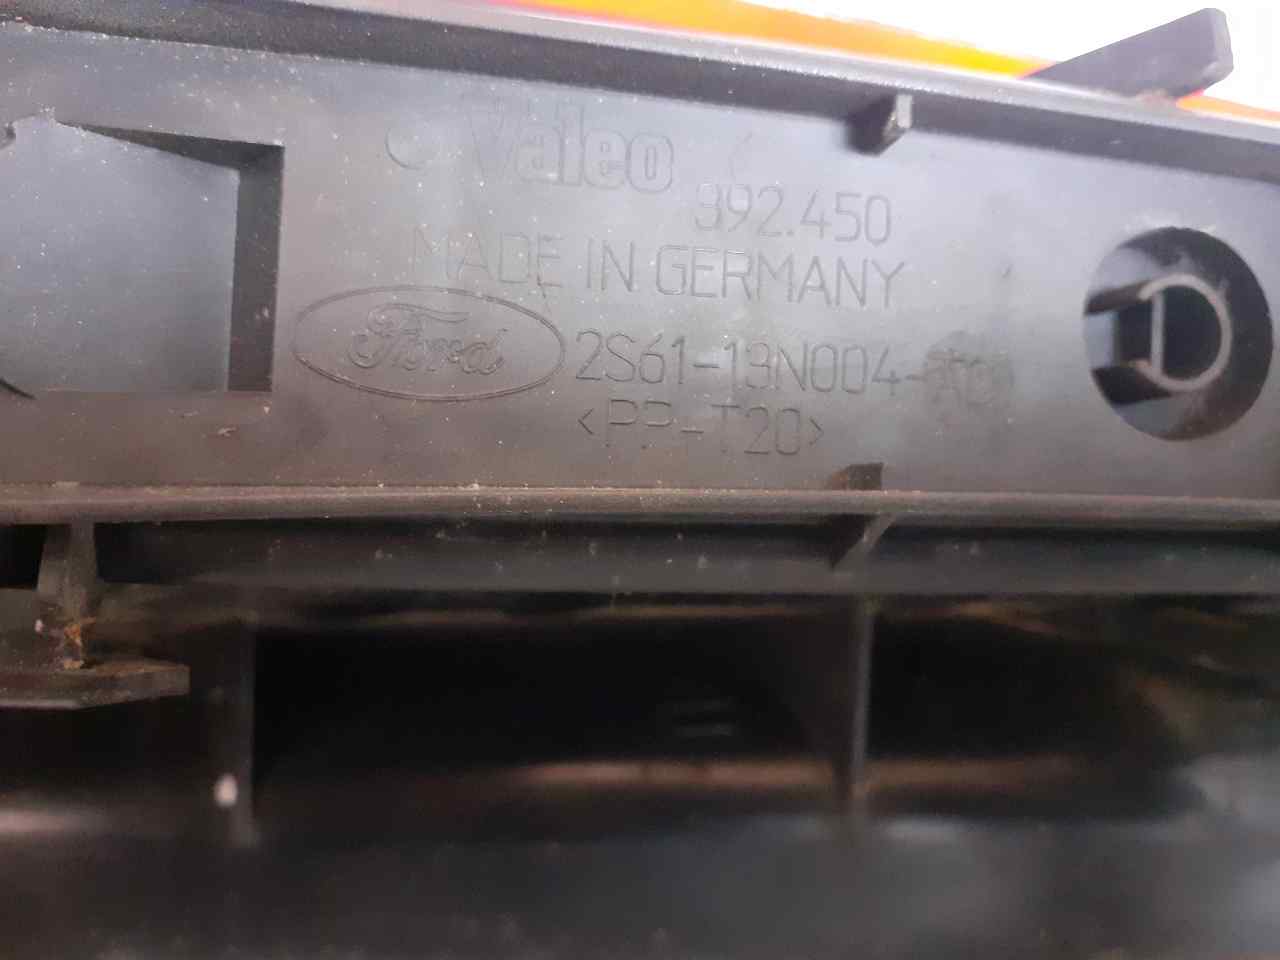 Valeo
392.450
MADE IN GERMANY
Ford 2S61-13N004-
<PP-T20>